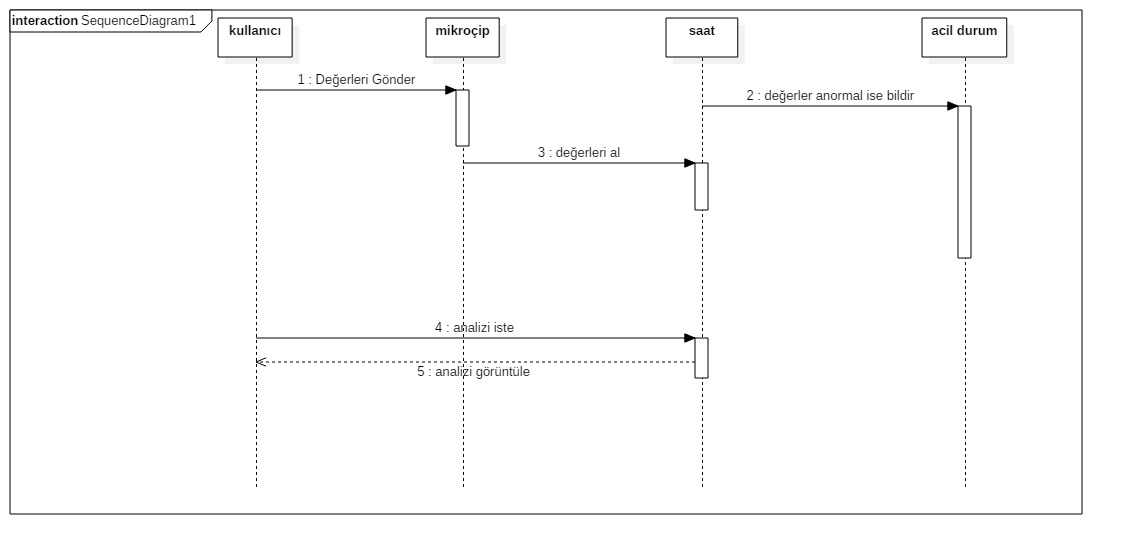 interaction SequenceDiagram1
kullanıcı
mikroçip
saat
acil durum
1 : Değerleri Gönder
2 : değerler anormal ise bildir
3 : değerleri al
4 : analizi iste
5 : analizi görüntüle